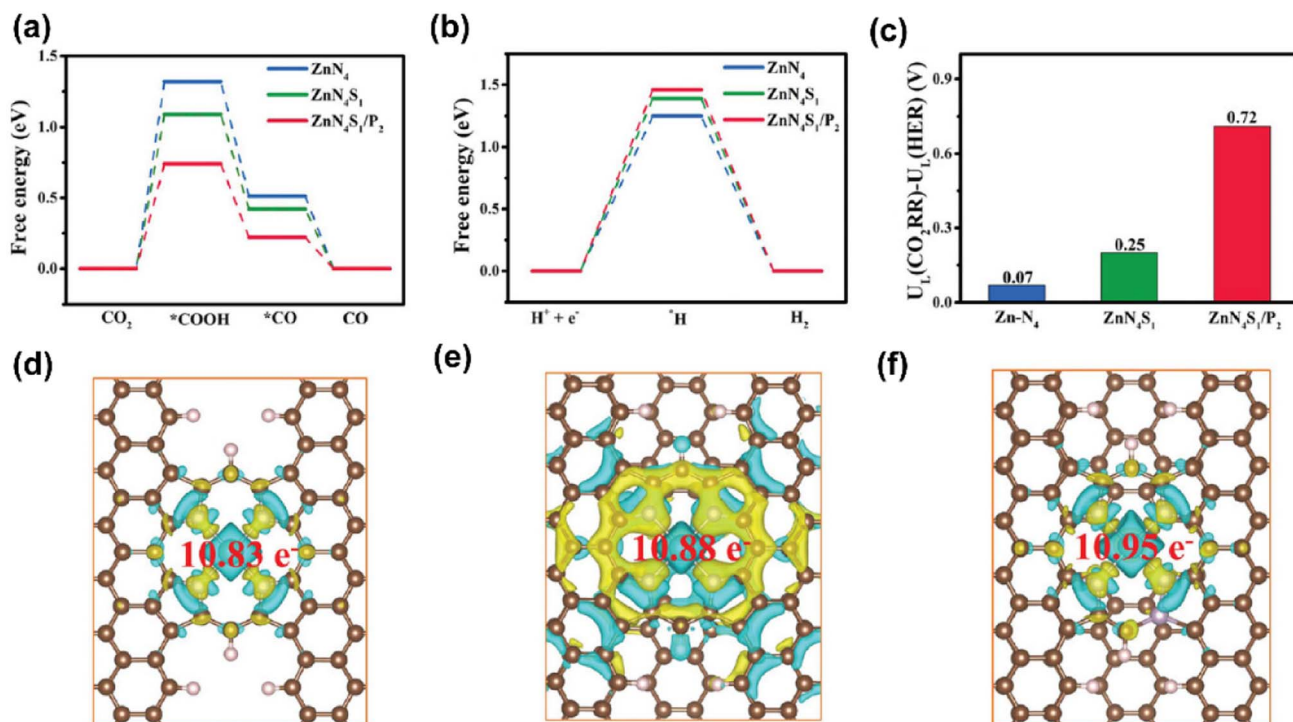 (a)
1.5
1.0
0.5
0.0
Free energy (eV)
ZnN₄
ZnN₄S₁
ZnN₄S₁/P₂
CO₂
*COOH
*CO
CO
(b)
1.5
1.0
0.5
0.0
Free energy (eV)
ZnN₄
ZnN₄S₁
ZnN₄S₁/P₂
H⁺ + e⁻
*H
H₂
(c)
0.9
0.6
0.3
0.0
U_L(CO₂RR)-U_L(HER) (V)
0.07
0.25
0.72
Zn-N₄
ZnN₄S₁
ZnN₄S₁/P₂
(d)
10.83 e⁻
(e)
10.88 e⁻
(f)
10.95 e⁻